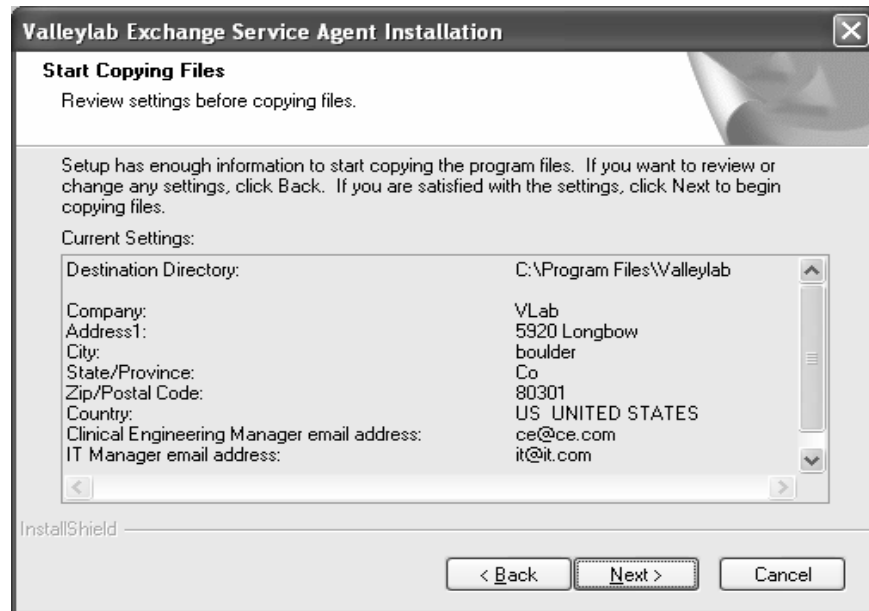 Valleylab Exchange Service Agent Installation
Start Copying Files
Review settings before copying files.
Setup has enough information to start copying the program files. If you want to review or
change any settings, click Back. If you are satisfied with the settings, click Next to begin
copying files.
Current Settings:
Destination Directory: C:\Program Files\Valleylab
Company: VLab
Address1: 5920 Longbow
City: boulder
State/Province: Co
Zip/Postal Code: 80301
Country: US UNITED STATES
Clinical Engineering Manager email address: ce@ce.com
IT Manager email address: it@it.com
InstallShield
< Back Next > Cancel